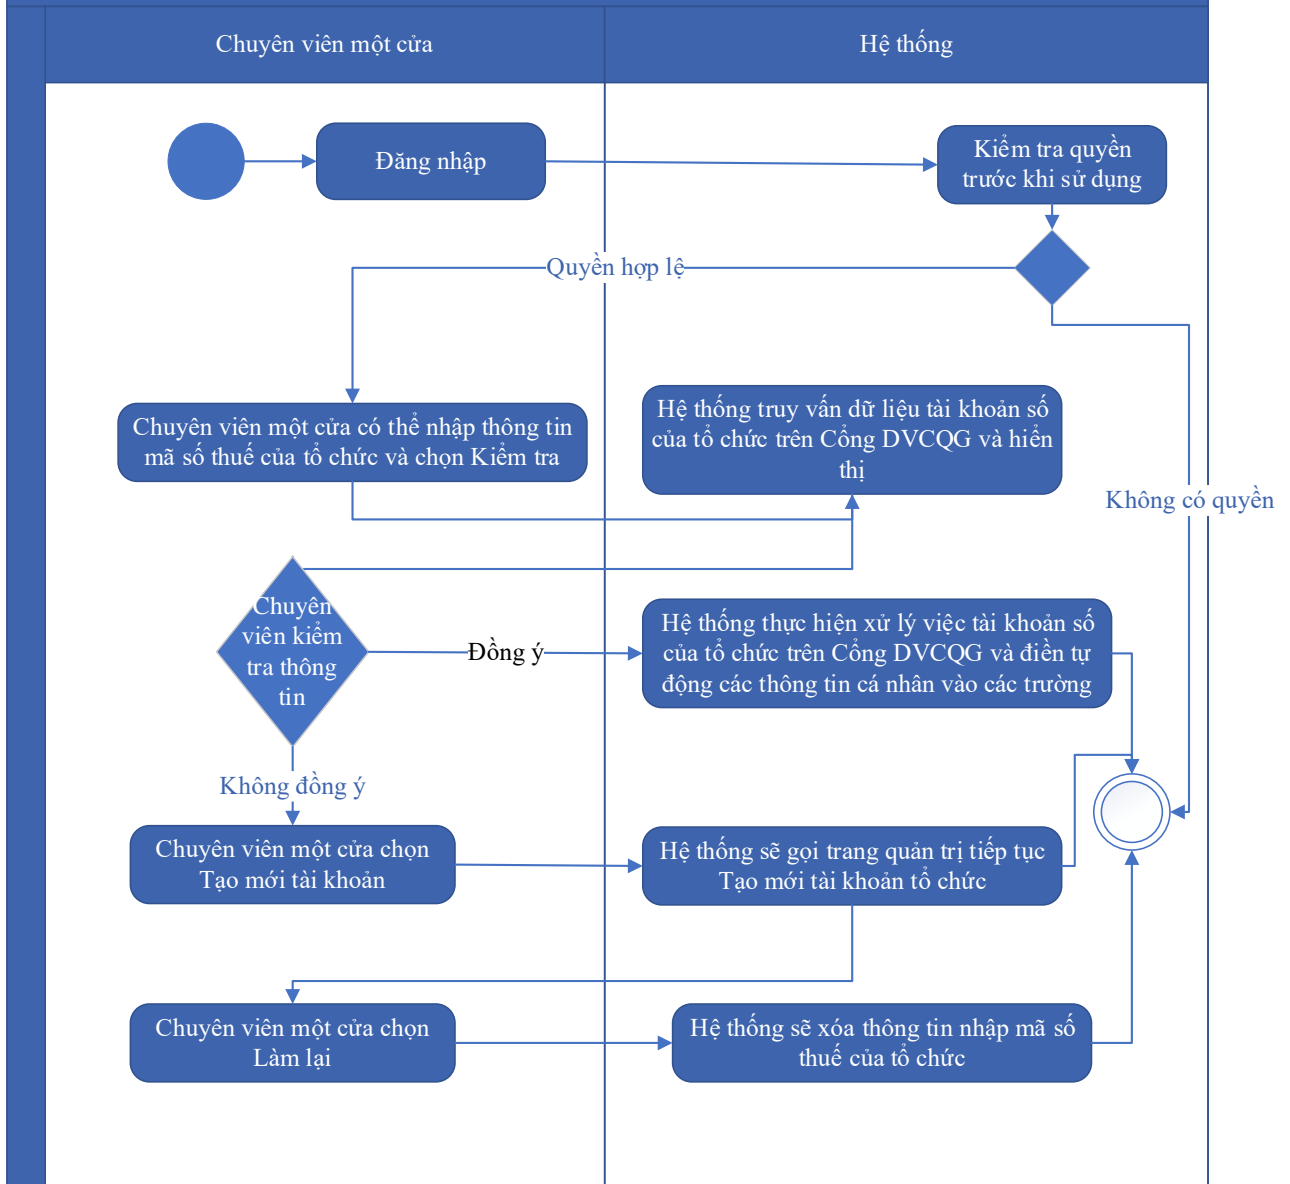 Chuyên viên một cửa
Hệ thống
Đăng nhập
Kiểm tra quyền
trước khi sử dụng
Quyền hợp lệ
Chuyên viên một cửa có thể nhập thông tin
mã số thuế của tổ chức và chọn Kiểm tra
Hệ thống truy vấn dữ liệu tài khoản số
của tổ chức trên Cổng DVCQG và hiển
thị
Không có quyền
Chuyên
viên kiểm
tra thông
tin
Đồng ý
Hệ thống thực hiện xử lý việc tài khoản số
của tổ chức trên Cổng DVCQG và điền tự
động các thông tin cá nhân vào các trường
Không đồng ý
Chuyên viên một cửa chọn
Tạo mới tài khoản
Hệ thống sẽ gọi trang quản trị tiếp tục
Tạo mới tài khoản tổ chức
Chuyên viên một cửa chọn
Làm lại
Hệ thống sẽ xóa thông tin nhập mã số
thuế của tổ chức